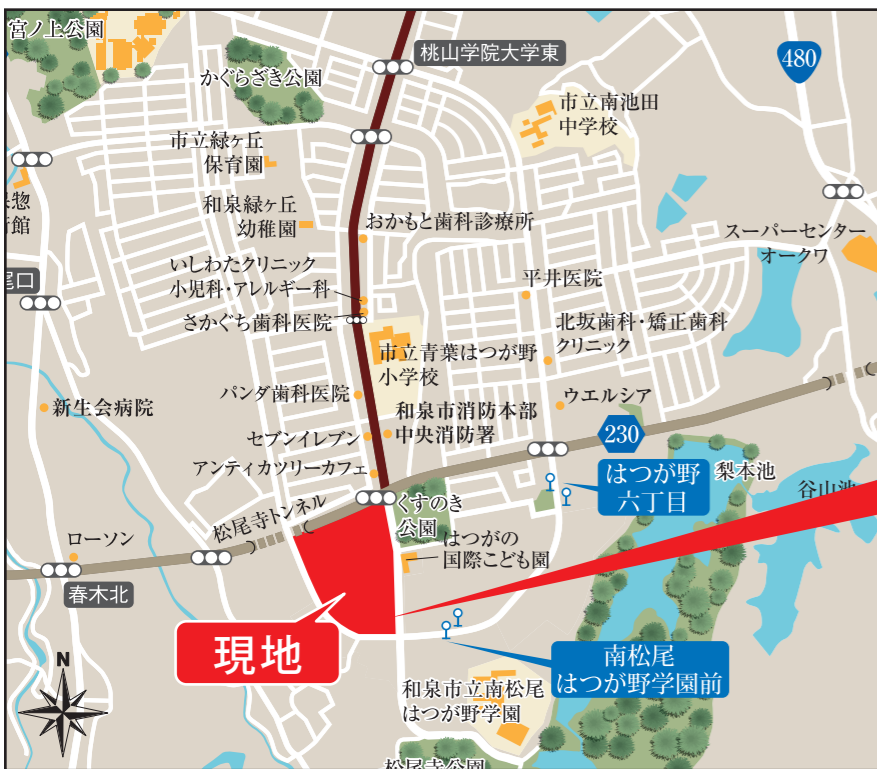 宮ノ上公園
桃山学院大学東
480
かぐらざき公園
市立南池田
中学校
市立緑ヶ丘
保育園
和泉緑ヶ丘
幼稚園
おかもと歯科診療所
スーパーセンター
オークワ
いしわたクリニック
小児科・アレルギー科
平井医院
さかぐち歯科医院
北坂歯科・矯正歯科
クリニック
市立青葉はつが野
小学校
パンダ歯科医院
新生会病院
ウエルシア
和泉市消防本部
中央消防署
セブンイレブン
230
アンティカツリーカフェ
はつが野
六丁目
梨本池
谷山池
くすのき
公園
松尾寺トンネル
ローソン
はつがの
国際こども園
春木北
現地
南松尾
はつが野学園前
N
和泉市立南松尾
はつが野学園
松尾寺公園